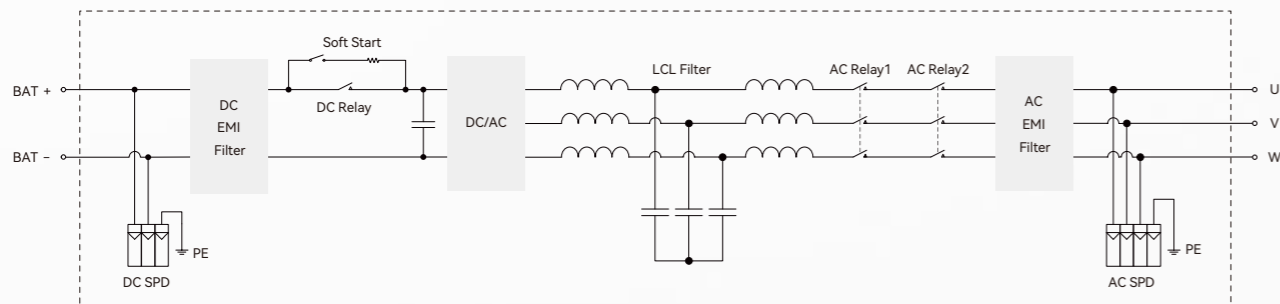 Soft Start
BAT +
DC
EMI
Filter
DC Relay
DC/AC
LCL Filter
AC Relay1
AC Relay2
AC
EMI
Filter
U
V
BAT −
W
PE
DC SPD
PE
AC SPD